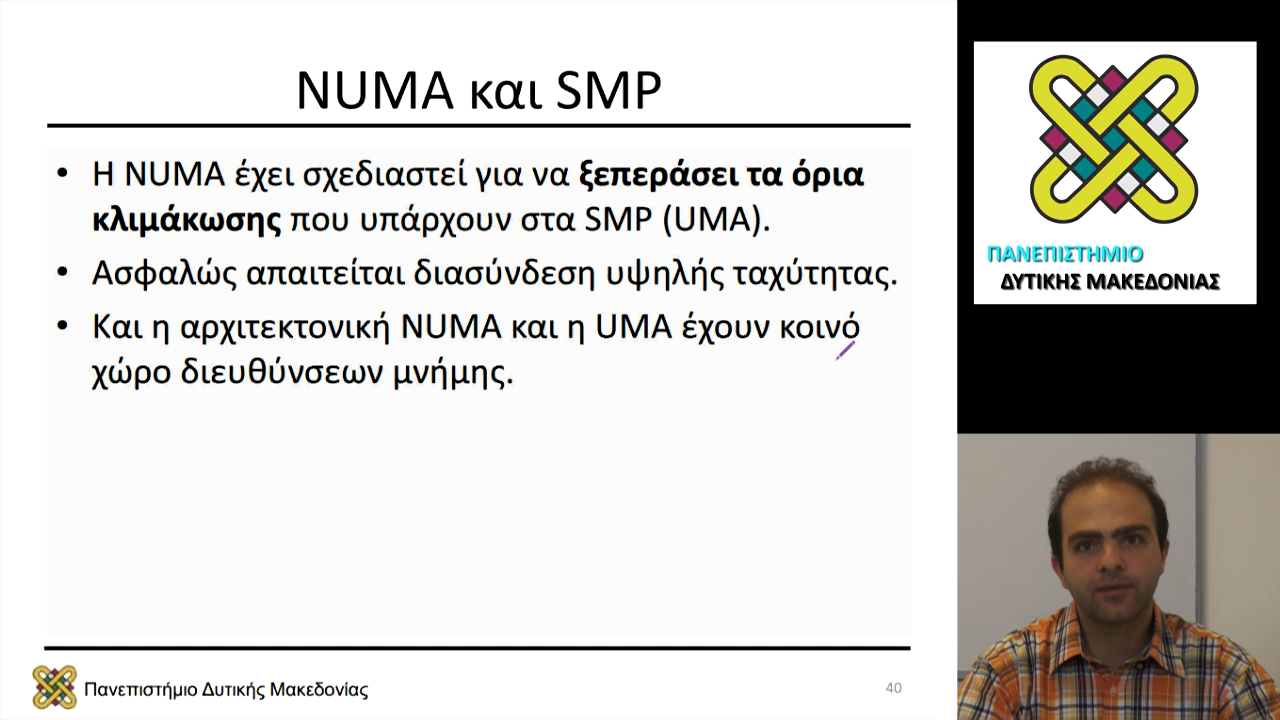 NUMA και SMP
• Η NUMA έχει σχεδιαστεί για να ξεπεράσει τα όρια
κλιμάκωσης που υπάρχουν στα SMP (UMA).
• Ασφαλώς απαιτείται διασύνδεση υψηλής ταχύτητας.
• Και η αρχιτεκτονική NUMA και η UMA έχουν κοινό
χώρο διευθύνσεων μνήμης.
Πανεπιστήμιο Δυτικής Μακεδονίας
40
ΠΑΝΕΠΙΣΤΗΜΙΟ
ΔΥΤΙΚΗΣ ΜΑΚΕΔΟΝΙΑΣ